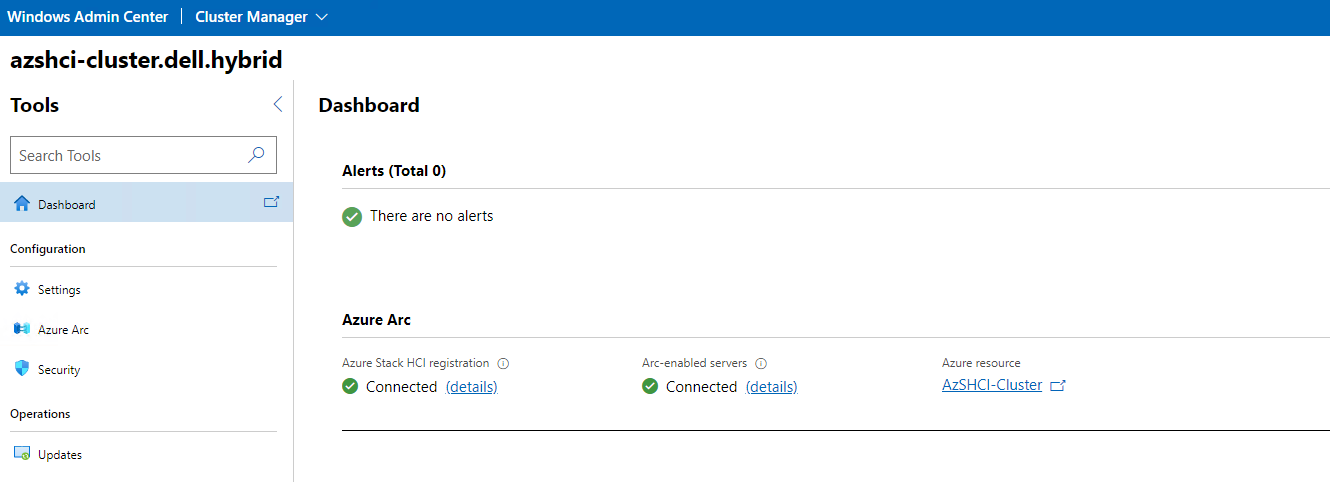 Windows Admin Center | Cluster Manager
azshci-cluster.dell.hybrid
Tools
Search Tools
Dashboard
Configuration
Settings
Azure Arc
Security
Operations
Updates
Dashboard
Alerts (Total 0)
There are no alerts
Azure Arc
Azure Stack HCI registration
Connected (details)
Arc-enabled servers
Connected (details)
Azure resource
AzSHCI-Cluster